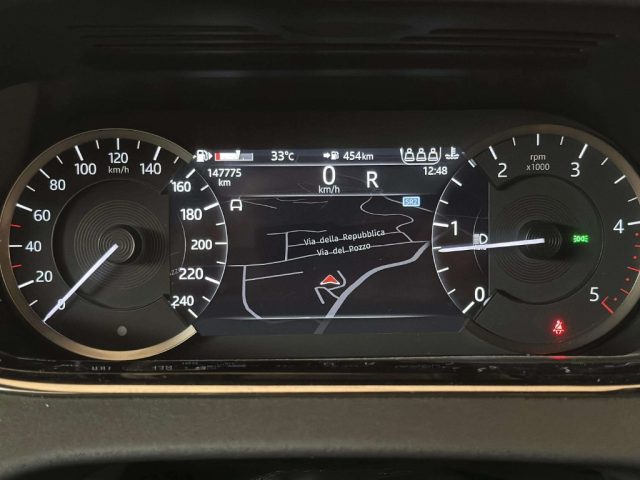 33°C 454km
147775 km
12:48
0 km/h
R
SR2
Via della Repubblica
Via del Pozzo
0 20 40 60 80 100 120 140 160 180 200 220 240
km/h
0 1 2 3 4 5
rpm
x1000